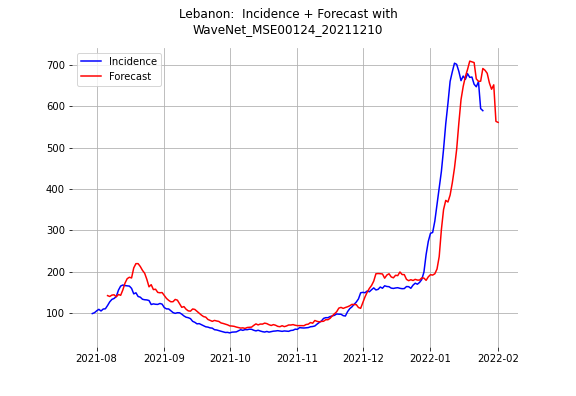 Lebanon:  Incidence + Forecast with
WaveNet_MSE00124_20211210
Incidence
Forecast
700
600
500
400
300
200
100
2021-08 2021-09 2021-10 2021-11 2021-12 2022-01 2022-02